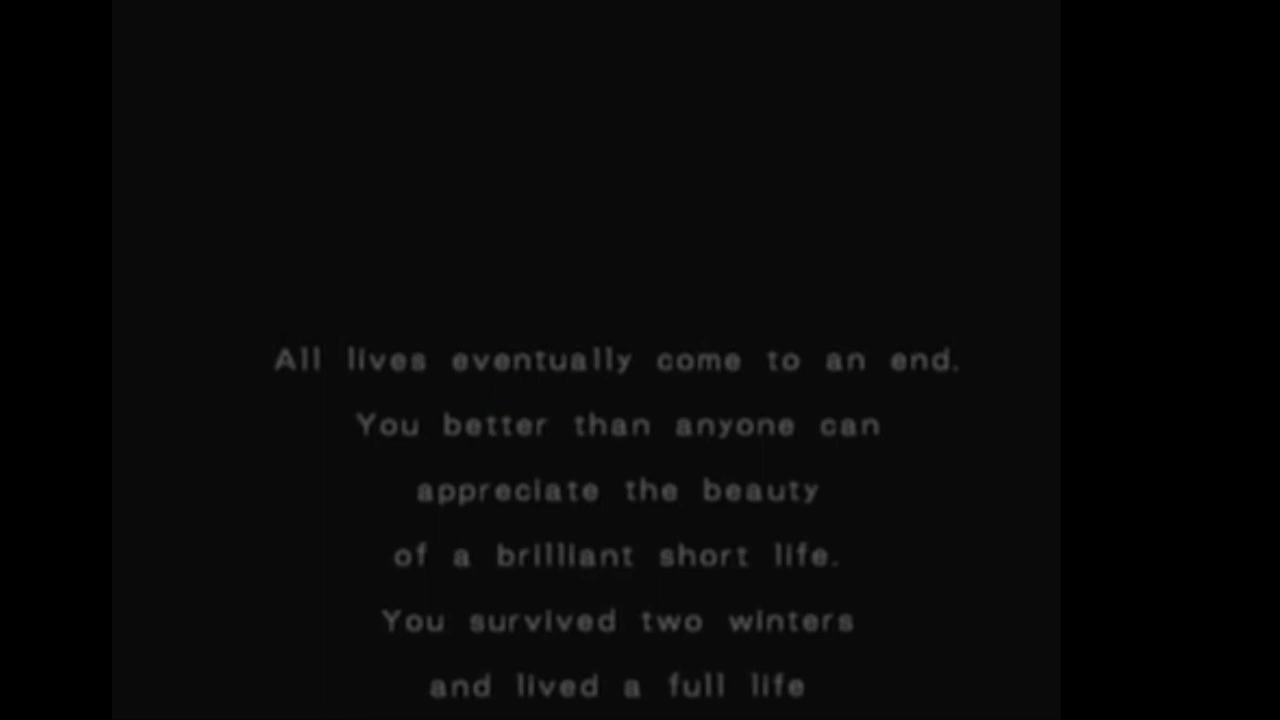 All lives eventually come to an end.
You better than anyone can
appreciate the beauty
of a brilliant short life.
You survived two winters
and lived a full life